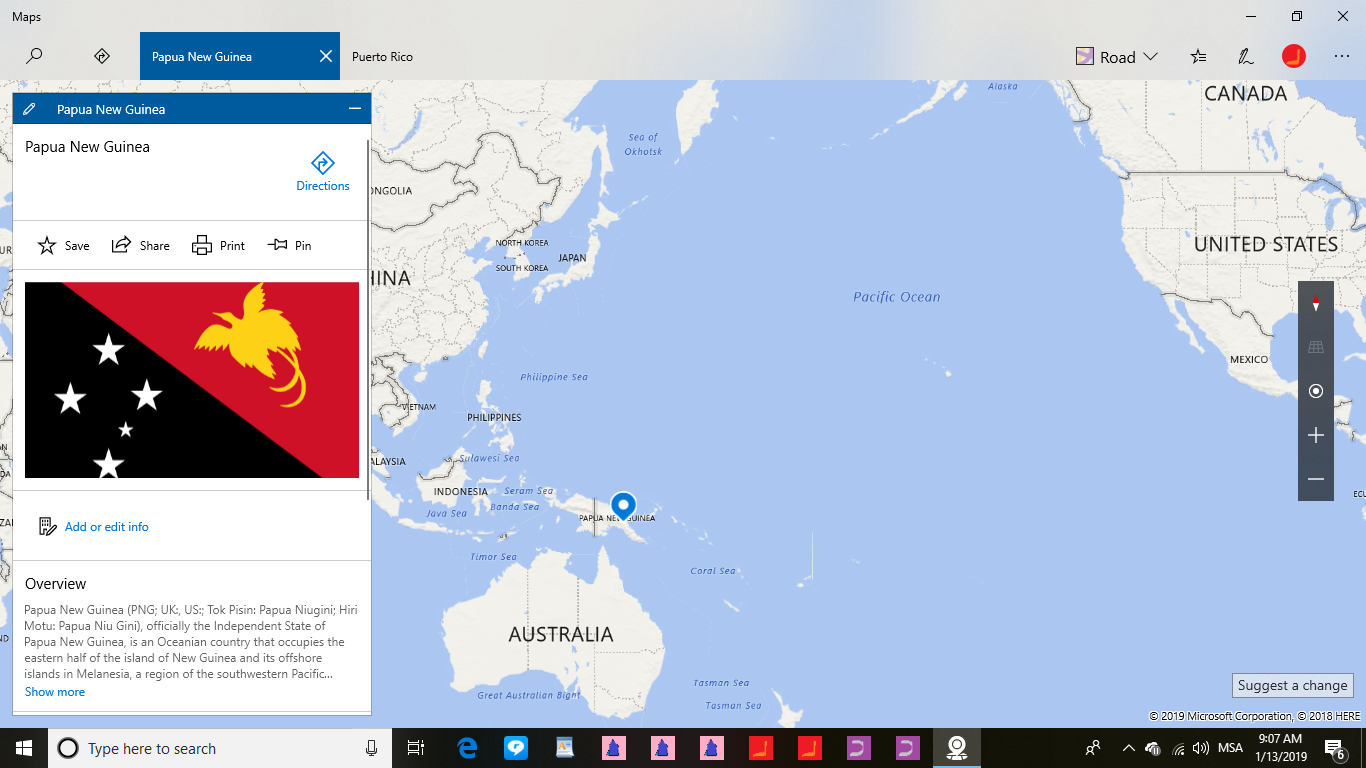 Maps
Papua New Guinea
Puerto Rico
Road
Papua New Guinea
Papua New Guinea
Directions
Save
Share
Print
Pin
Add or edit info
Overview
Papua New Guinea (PNG; UK:, US:; Tok Pisin: Papua Niugini; Hiri
Motu: Papua Niu Gini), officially the Independent State of
Papua New Guinea, is an Oceanian country that occupies the
eastern half of the island of New Guinea and its offshore
islands in Melanesia, a region of the southwestern Pacific...
Show more
Alaska
CANADA
Sea of
Okhotsk
ONGOLIA
NORTH KOREA
SOUTH KOREA
JAPAN
HINA
UNITED STATES
Pacific Ocean
MEXICO
Philippine Sea
VIETNAM
PHILIPPINES
ALAYSIA
Sulawesi Sea
INDONESIA
Seram Sea
Java Sea
Banda Sea
PAPUA NEW GUINEA
Timor Sea
Coral Sea
AUSTRALIA
Great Australian Bight
Tasman Sea
Tasman Sea
Suggest a change
© 2019 Microsoft Corporation, © 2018 HERE
Type here to search
MSA
9:07 AM
1/13/2019
6